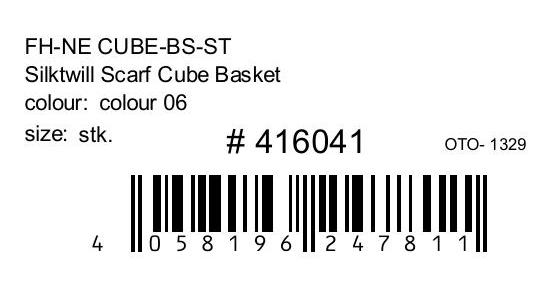 FH-NE CUBE-BS-ST
Silktwill Scarf Cube Basket
colour: colour 06
size: stk.
# 416041
OTO- 1329
4 058196 247811